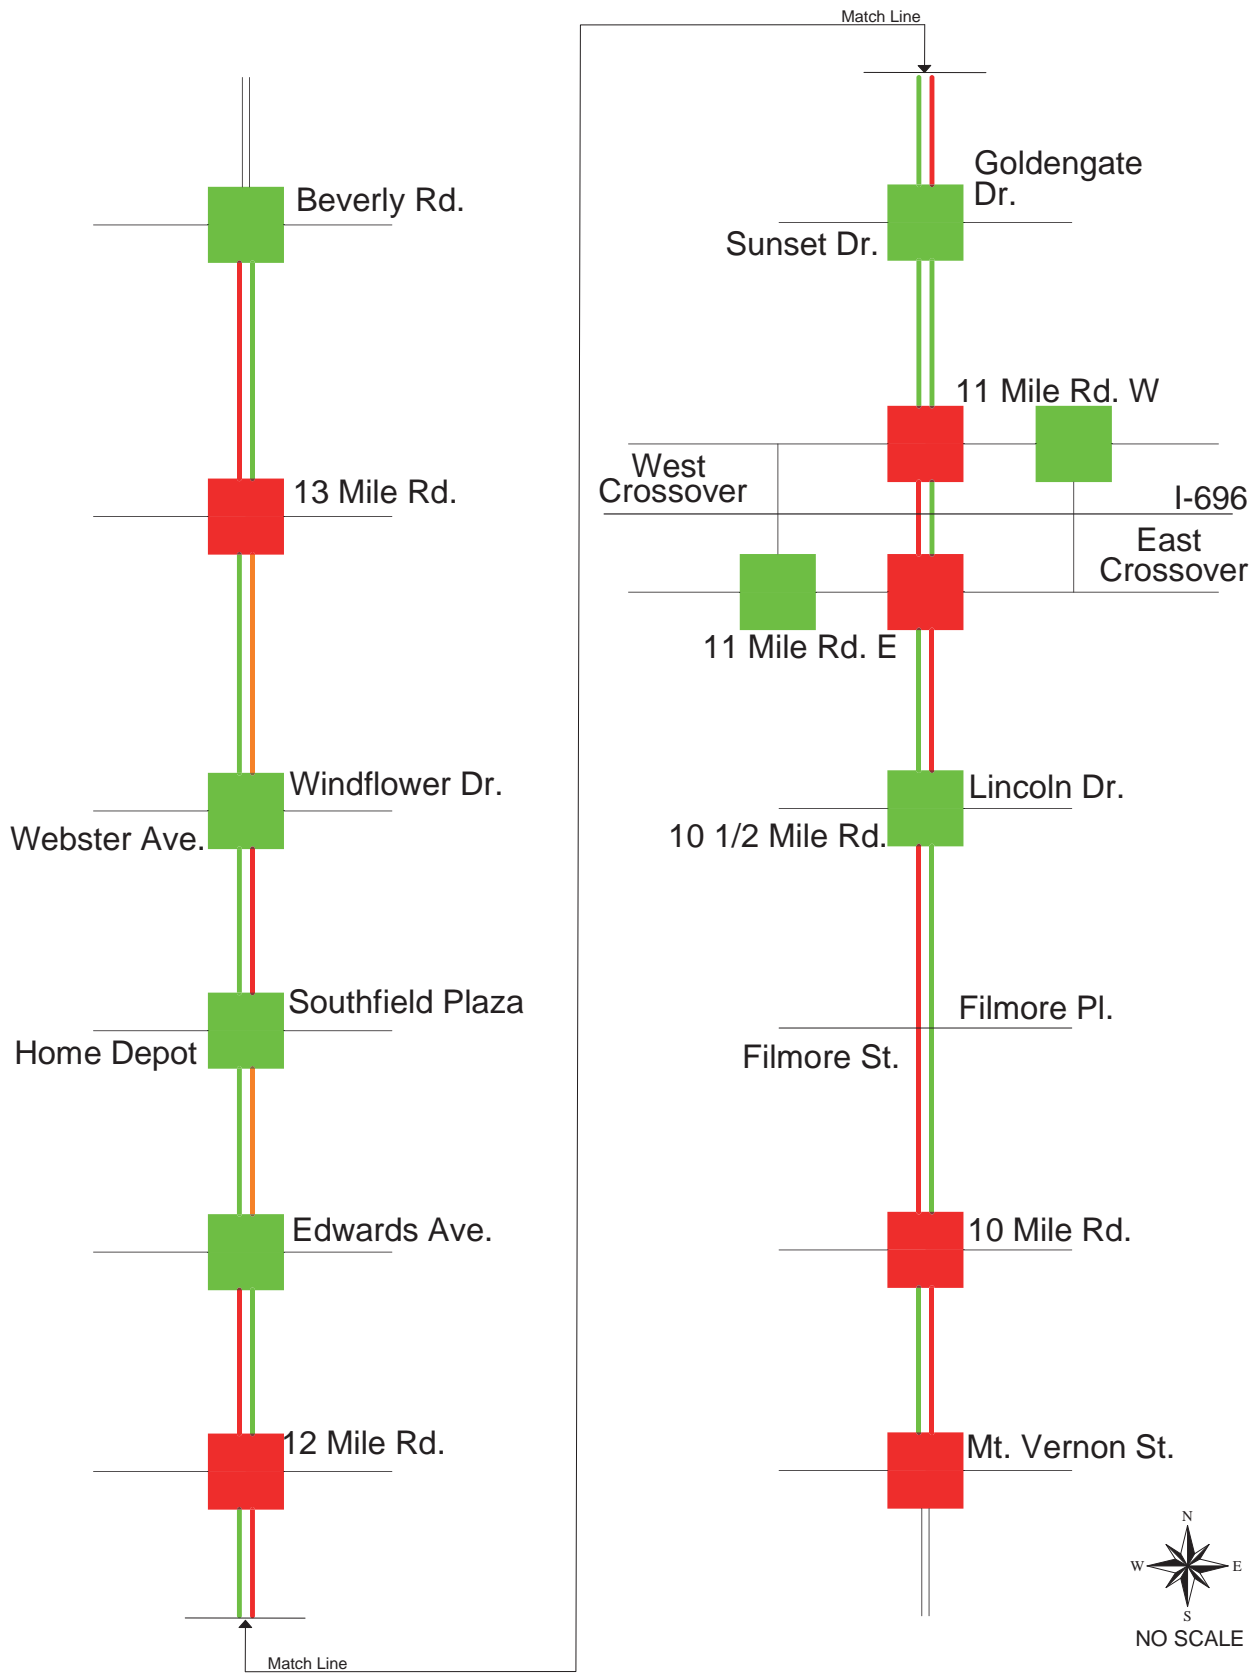 Match Line
Beverly Rd.
13 Mile Rd.
Windflower Dr.
Webster Ave.
Southfield Plaza
Home Depot
Edwards Ave.
12 Mile Rd.
Match Line
Goldengate
Dr.
Sunset Dr.
11 Mile Rd. W
West
Crossover
I-696
East
Crossover
11 Mile Rd. E
Lincoln Dr.
10 1/2 Mile Rd.
Filmore Pl.
Filmore St.
10 Mile Rd.
Mt. Vernon St.
N
W E
S
NO SCALE